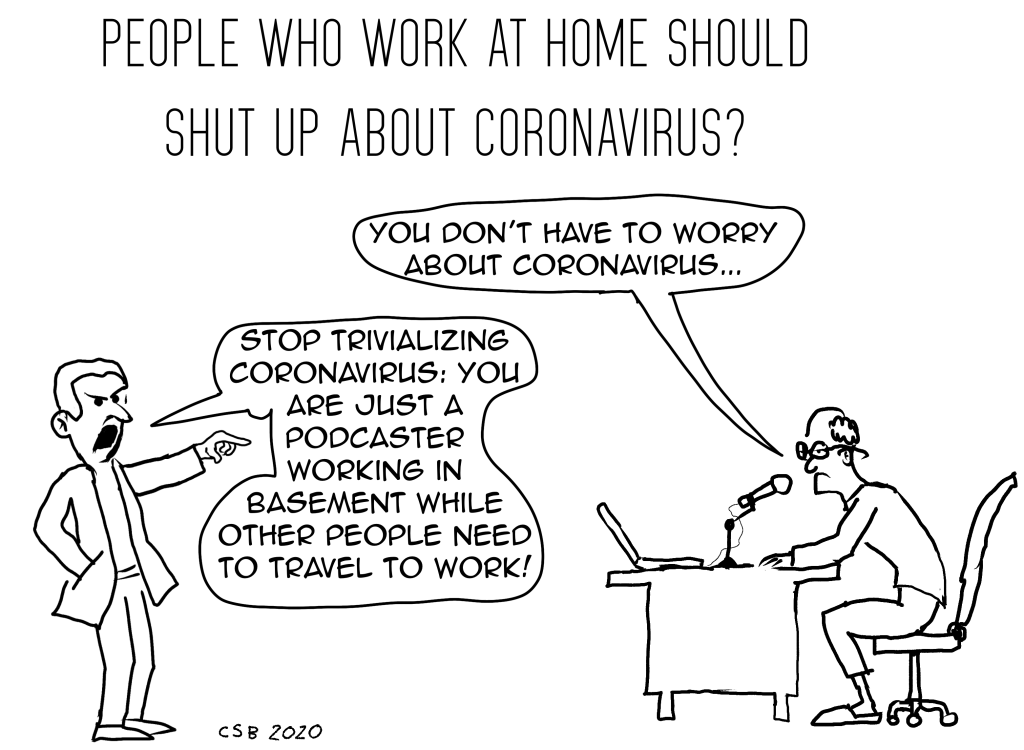 PEOPLE WHO WORK AT HOME SHOULD
SHUT UP ABOUT CORONAVIRUS?
YOU DON'T HAVE TO WORRY
ABOUT CORONAVIRUS...
STOP TRIVIALIZING
CORONAVIRUS: YOU
ARE JUST A
PODCASTER
WORKING IN
BASEMENT WHILE
OTHER PEOPLE NEED
TO TRAVEL TO WORK!
CSB 2020